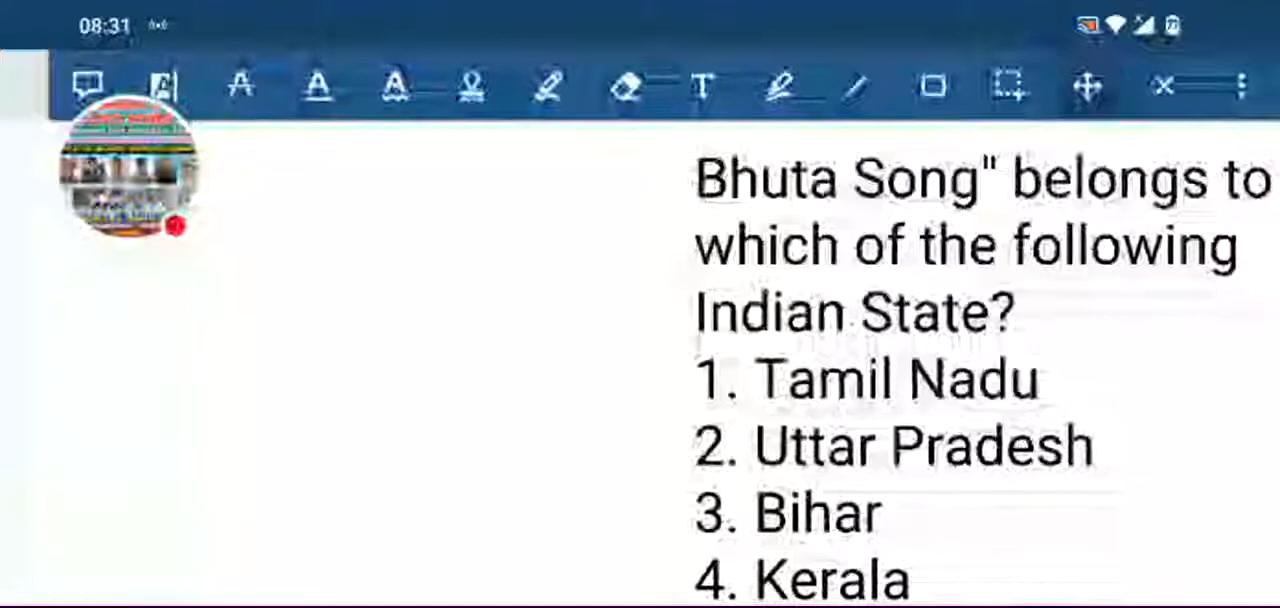 08:31
Bhuta Song" belongs to
which of the following
Indian State?
1. Tamil Nadu
2. Uttar Pradesh
3. Bihar
4. Kerala